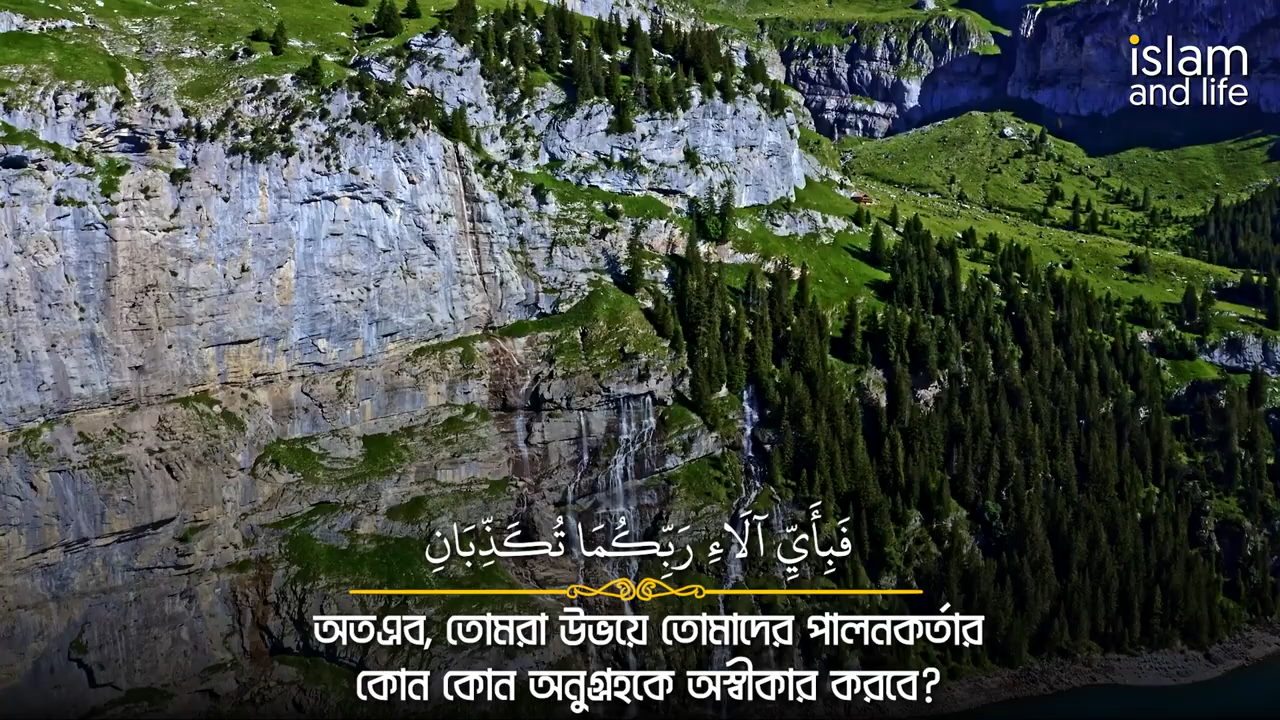 islam
and life
فَبِأَيِّ آلَاءِ رَبِّكُمَا تُكَذِّبَانِ
অতএব, তোমরা উভয়ে তোমাদের পালনকর্তার
কোন কোন অনুগ্রহকে অস্বীকার করবে?